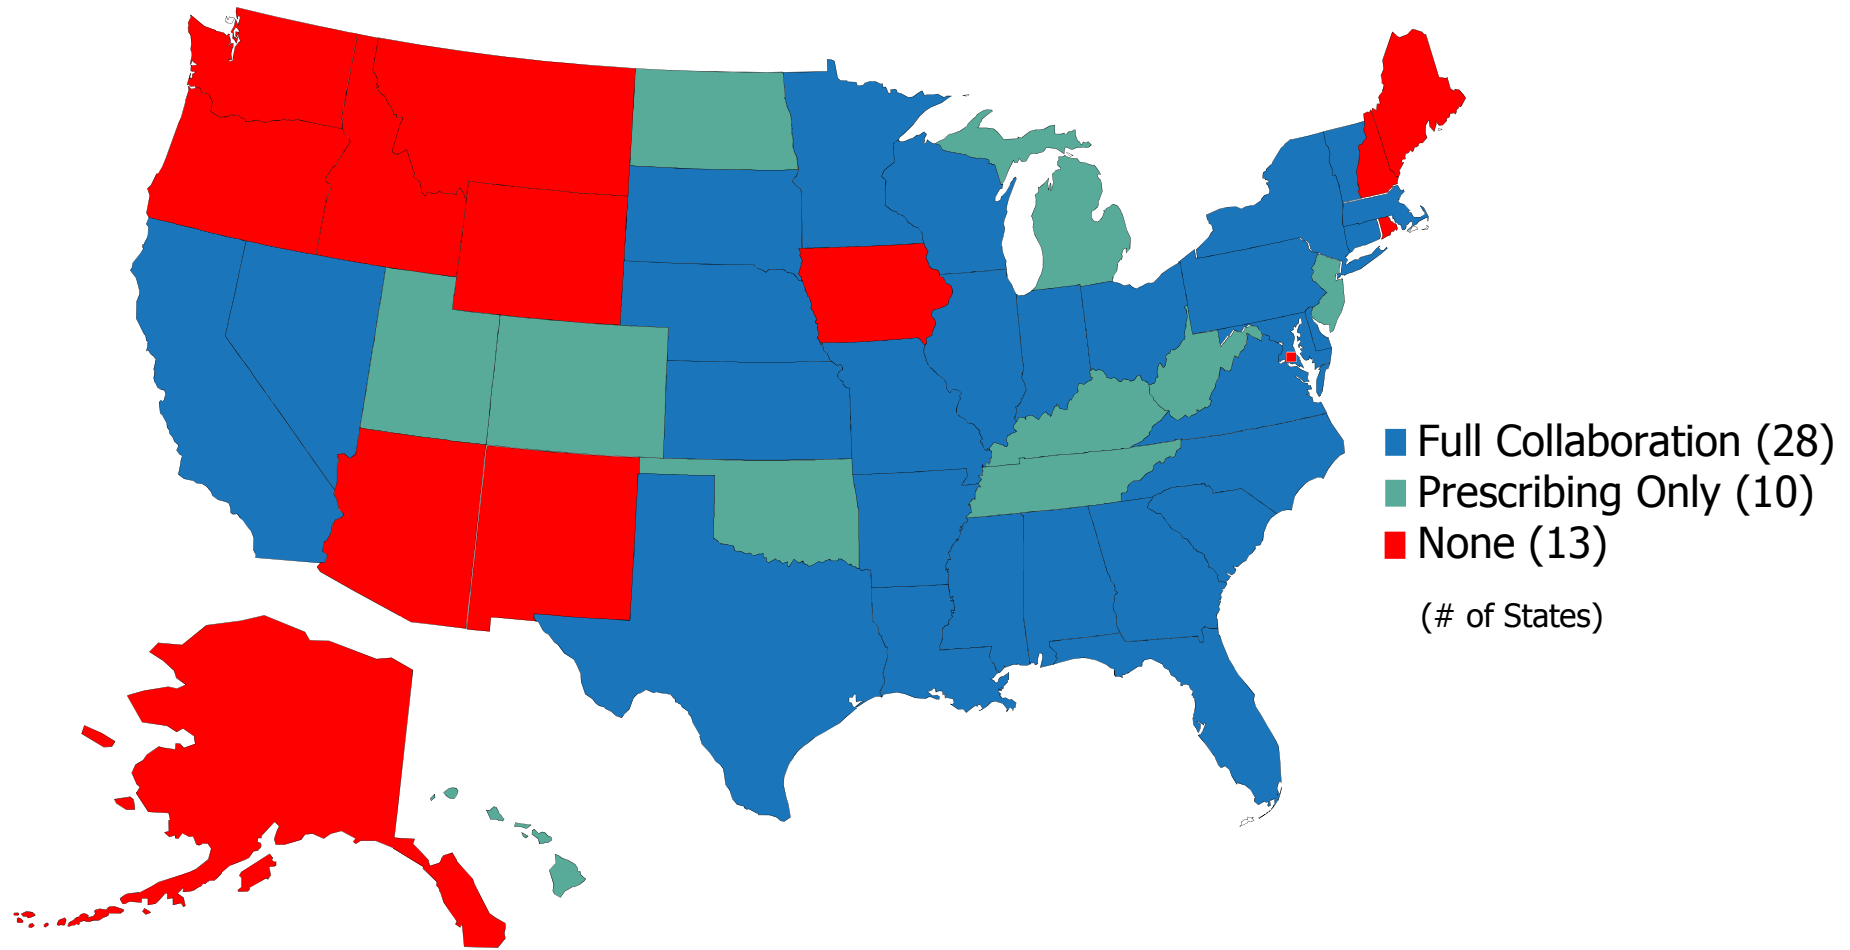 Full Collaboration (28)
Prescribing Only (10)
None (13)
(# of States)